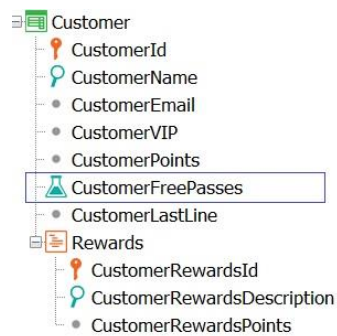 Customer
CustomerId
CustomerName
CustomerEmail
CustomerVIP
CustomerPoints
CustomerFreePasses
CustomerLastLine
Rewards
CustomerRewardsId
CustomerRewardsDescription
CustomerRewardsPoints